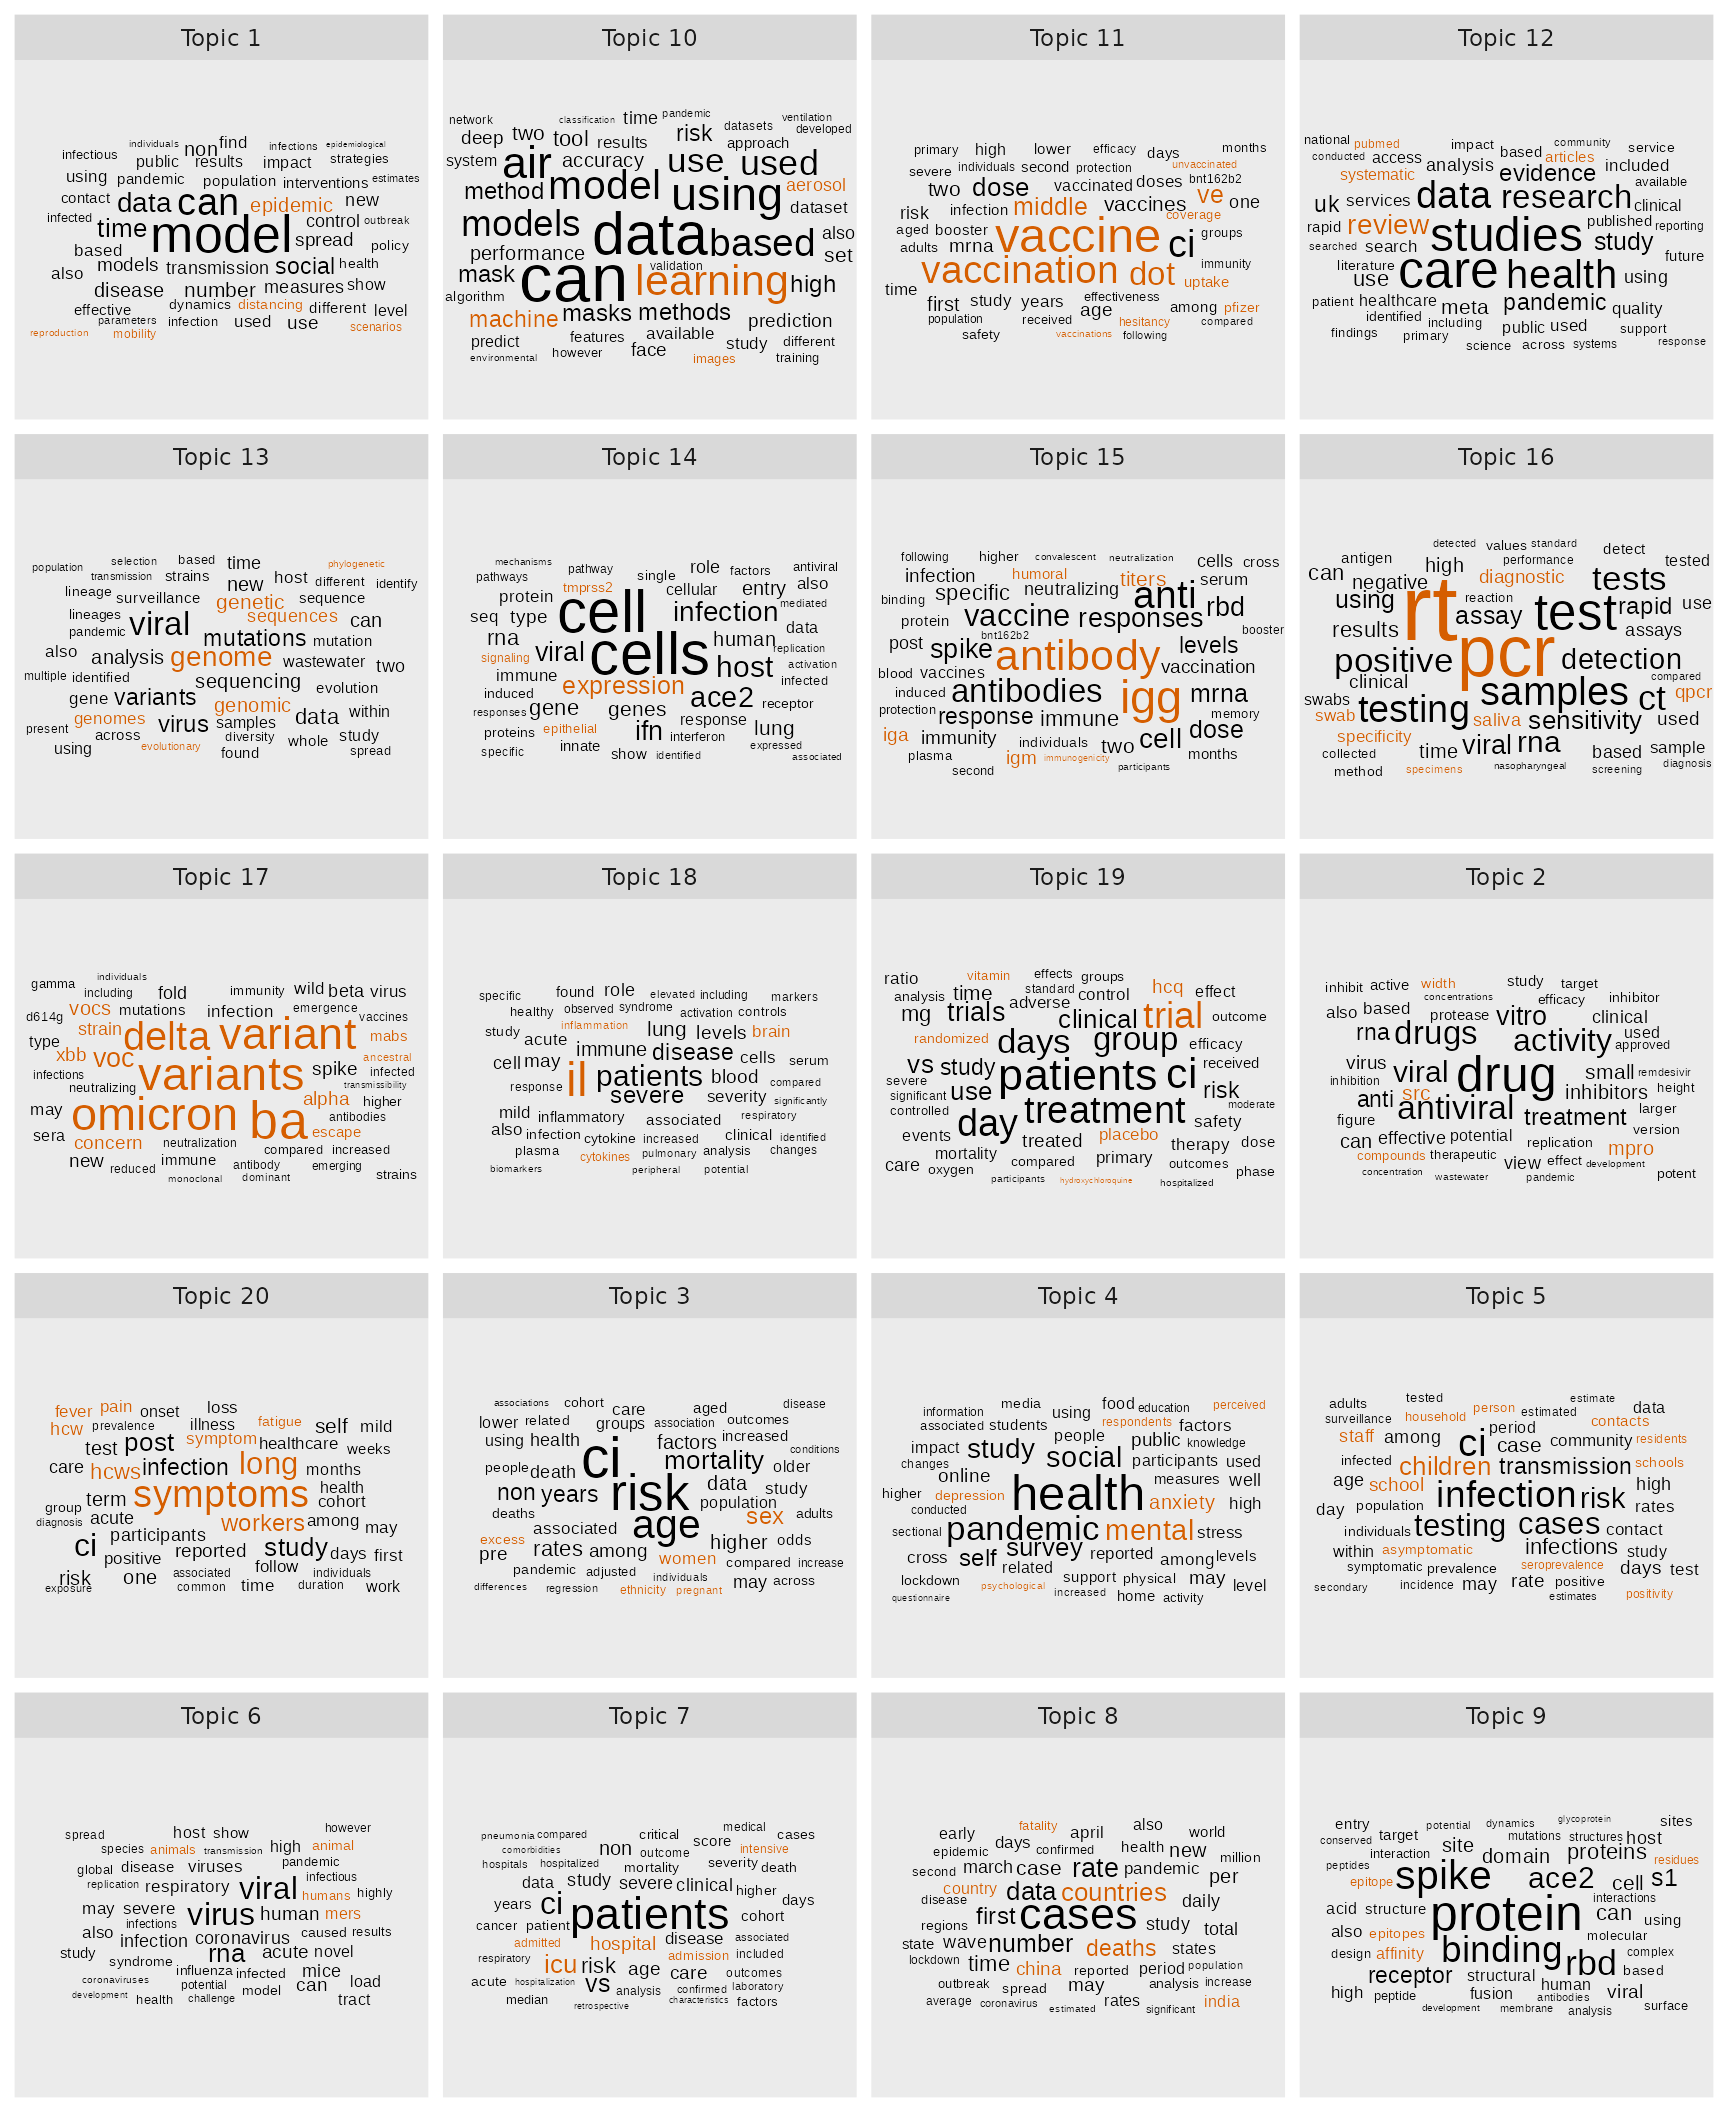 Topic 1
individuals non find infections epidemiological
infectious public results impact strategies
using pandemic population interventions estimates
contact data can epidemic new
infected time model control outbreak
based spread policy
also models transmission social health
disease number measures show
effective dynamics distancing different level
parameters infection used use scenarios
reproduction mobility
Topic 10
network classification time pandemic ventilation
deep two tool results risk datasets developed
system air accuracy use used approach
method model using aerosol
models data based dataset also
performance validation set
mask can learning high
algorithm machine masks methods prediction
predict features available study different
environmental however face images training
Topic 11
primary high lower efficacy days months
severe individuals second protection unvaccinated
two dose vaccinated doses bnt162b2
risk infection middle vaccines ve one
aged booster vaccine coverage groups
adults mrna ci
vaccination dot immunity
time first study years effectiveness uptake
population received age among pfizer
safety vaccinations hesitancy following compared
Topic 12
national pubmed impact community service
conducted access analysis based articles included
systematic evidence available
uk services data research clinical
rapid review studies published reporting
searched search study future
literature care health using
use
patient healthcare meta pandemic quality
findings identified including public used support
primary science across systems response
Topic 13
population selection based time phylogenetic
transmission strains new host different identify
lineage surveillance genetic sequence
lineages viral sequences can
pandemic mutations mutation
also analysis genome wastewater two
multiple identified sequencing evolution
gene variants genomic
present genomes virus samples data within
across diversity whole study
using evolutionary found spread
Topic 14
mechanisms pathway single role factors antiviral
pathways tmprss2 cellular entry also
protein cell infection mediated
seq type data
rna viral cells human replication
signaling host activation
immune expression infected
induced gene genes ace2 receptor
responses response
proteins epithelial ifn interferon lung
specific innate show identified expressed
associated
Topic 15
following higher convalescent neutralization cells cross
infection humoral titers serum
binding specific neutralizing anti
protein vaccine responses rbd
post spike bnt162b2 antibody levels booster
blood vaccines vaccination
induced antibodies igg mrna
protection response immune memory
iga immunity individuals two cell dose
plasma igm immunogenicity months
second participants
Topic 16
detected values standard detect
antigen high performance tested
can negative diagnostic tests
using rt reaction assay test rapid use
results assays
positive pcr detection
clinical compared
swabs samples ct qpcr
swab testing saliva sensitivity used
specificity time viral rna based sample
collected
method specimens nasopharyngeal screening diagnosis
Topic 17
gamma individuals
including fold immunity wild beta virus
d614g vocs mutations infection emergence vaccines
type strain delta variant mabs
xbb voc ancestral
infections variants spike infected
neutralizing transmissibility
may omicron ba alpha higher
antibodies
sera concern neutralization escape
new compared increased
reduced immune antibody emerging
monoclonal dominant strains
Topic 18
specific found role elevated including markers
healthy observed syndrome activation controls
study inflammation lung levels brain
acute immune disease cells
cell may serum
response il patients blood compared
severe severity significantly
mild inflammatory associated respiratory
also infection cytokine increased clinical identified
plasma cytokines pulmonary analysis changes
biomarkers peripheral potential
Topic 19
ratio vitamin effects groups
analysis time standard control hcq effect
mg trials adverse clinical trial outcome
randomized days group efficacy
vs study received
severe patients ci
significant use risk
controlled day treatment moderate
events safety
treated placebo therapy dose
care mortality compared primary outcomes
oxygen phase
participants hydroxychloroquine hospitalized
Topic 2
inhibit active width study target
concentrations efficacy inhibitor
also based protease vitro clinical
rna drugs activity used
approved
virus viral drug small remdesivir
inhibition src inhibitors height
anti antiviral
figure treatment larger
can effective potential version
replication mpro
compounds therapeutic view effect development
concentration wastewater pandemic potent
Topic 20
fever pain onset loss
hcw prevalence illness fatigue self mild
test post symptom healthcare weeks
care hcws infection long months
health
group term symptoms cohort
diagnosis acute workers among may
participants
ci positive reported study days first
risk associated follow individuals
exposure one common time duration work
Topic 3
associations cohort care aged disease
lower related groups association outcomes
using health ci factors increased
conditions
people death mortality older
non years risk data study
population
deaths age sex adults
associated
excess rates among higher odds
pre women compared increase
pandemic adjusted individuals may across
differences regression ethnicity pregnant
Topic 4
information media food education perceived
associated students using respondents factors
people public knowledge
impact study social participants used
changes online measures well
higher depression health anxiety high
conducted
sectional pandemic mental stress
cross self survey reported among levels
related
lockdown support physical may level
psychological increased
questionnaire home activity
Topic 5
adults tested estimate
surveillance household person estimated data
period contacts
staff among ci case community residents
infected children transmission schools
age school high
day population infection risk rates
individuals testing cases contact
within asymptomatic infections study
symptomatic prevalence seroprevalence days test
secondary incidence may rate positive
estimates positivity
Topic 6
spread host show however
species animals transmission high animal
global disease viruses pandemic
replication respiratory viral infectious
humans highly
may severe virus human mers
infections
also infection coronavirus caused results
study rna acute novel
syndrome influenza infected mice
coronaviruses potential model can load
development health challenge tract
Topic 7
pneumonia compared critical medical cases
comorbidities non outcome score intensive
hospitals hospitalized mortality severity death
data study severe clinical higher
years ci patients days
cancer patient cohort
admitted hospital disease associated
respiratory icu risk admission included
age care outcomes
acute hospitalization vs analysis confirmed laboratory
median retrospective characteristics factors
Topic 8
early fatality april also world
epidemic days confirmed health new million
second march case rate pandemic per
country data countries
disease first cases daily
regions study total
state wave number deaths states
lockdown time china reported period population
outbreak spread may analysis increase
average coronavirus estimated rates significant india
Topic 9
entry potential dynamics glycoprotein sites
conserved target mutations structures host
interaction site domain proteins residues
peptides spike ace2 cell s1
epitope
acid structure protein interactions
can using
also epitopes binding molecular
design affinity rbd complex
receptor structural based
high peptide fusion human viral
antibodies
development membrane analysis surface